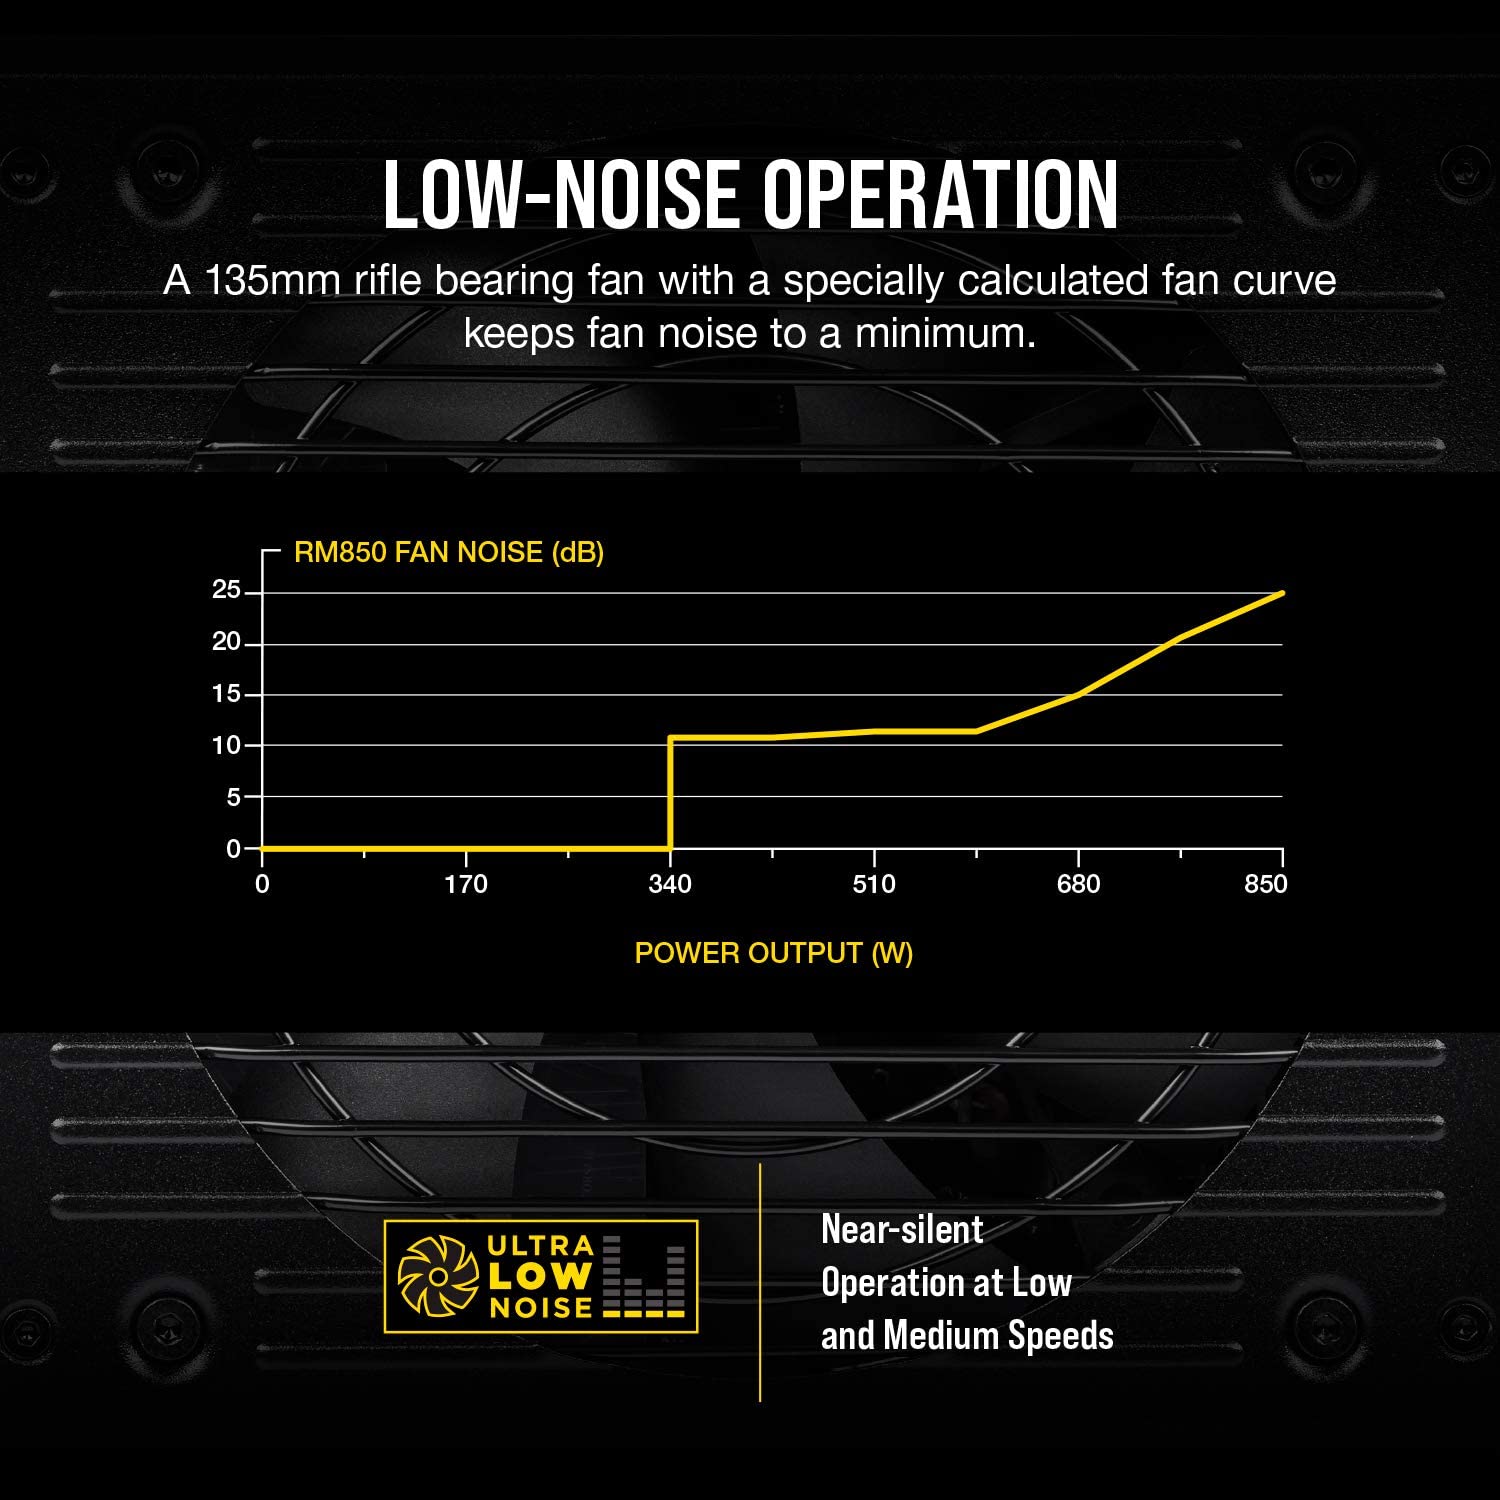 LOW-NOISE OPERATION
A 135mm rifle bearing fan with a specially calculated fan curve
keeps fan noise to a minimum.
RM850 FAN NOISE (dB)
25
20
15
10
5
0
0 170 340 510 680 850
POWER OUTPUT (W)
ULTRA
LOW
NOISE
Near-silent
Operation at Low
and Medium Speeds